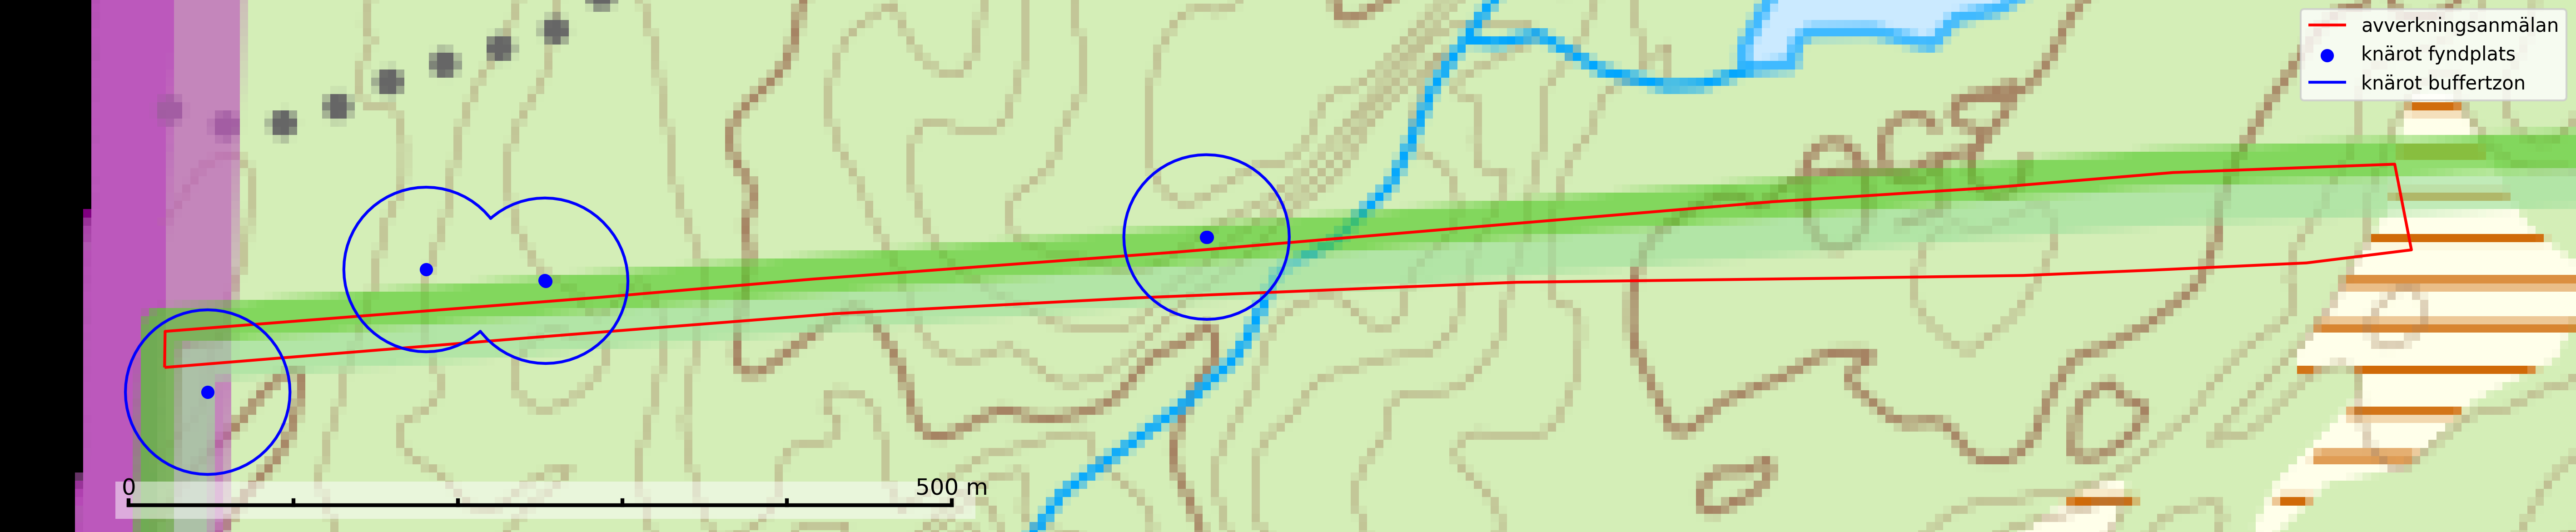 avverkningsanmälan
knärot fyndplats
knärot buffertzon
0 500 m